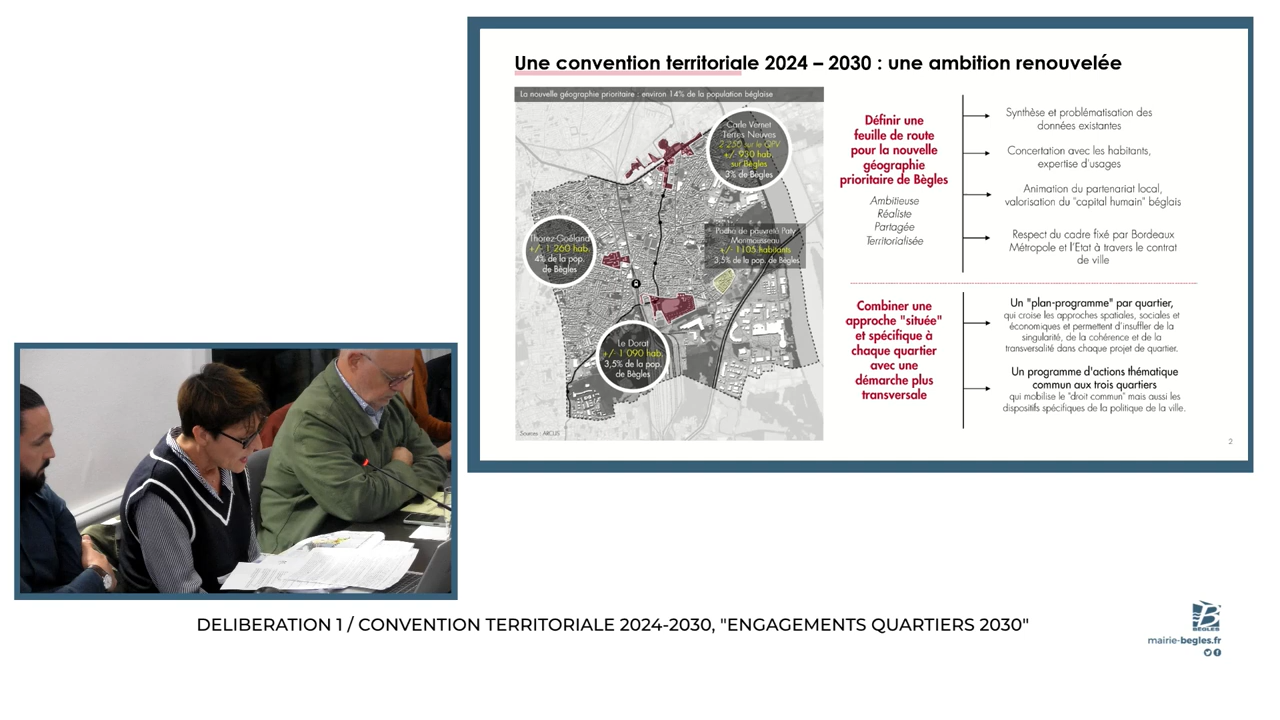 Une convention territoriale 2024 – 2030 : une ambition renouvelée
La nouvelle géographie prioritaire : environ 14% de la population béglaise
Carle Vernet
Terres Neuves
2 250 sur le QPV
+/- 930 hab.
sur Bègles
3% de Bègles
Thorez-Goéland
+/- 1 260 hab.
4% de la pop.
de Bègles
Poche de pauvreté Paty
Monmousseau
+/- 1105 habitants
3,5% de la pop. de Bègles
Le Dorat
+/- 1 090 hab.
3,5% de la pop.
de Bègles
Sources : ARCUS
Définir une
feuille de route
pour la nouvelle
géographie
prioritaire de Bègles
Ambitieuse
Réaliste
Partagée
Territorialisée
Synthèse et problématisation des
données existantes
Concertation avec les habitants,
expertise d'usages
Animation du partenariat local,
valorisation du "capital humain" béglais
Respect du cadre fixé par Bordeaux
Métropole et l'Etat à travers le contrat
de ville
Combiner une
approche "située"
et spécifique à
chaque quartier
avec une
démarche plus
transversale
Un "plan-programme" par quartier,
qui croise les approches spatiales, sociales et
économiques et permettent d'insuffler de la
singularité, de la cohérence et de la
transversalité dans chaque projet de quartier.
Un programme d'actions thématique
commun aux trois quartiers
qui mobilise le "droit commun" mais aussi les
dispositifs spécifiques de la politique de la ville.
2
DELIBERATION 1 / CONVENTION TERRITORIALE 2024-2030, "ENGAGEMENTS QUARTIERS 2030"
BÈGLES
mairie-begles.fr